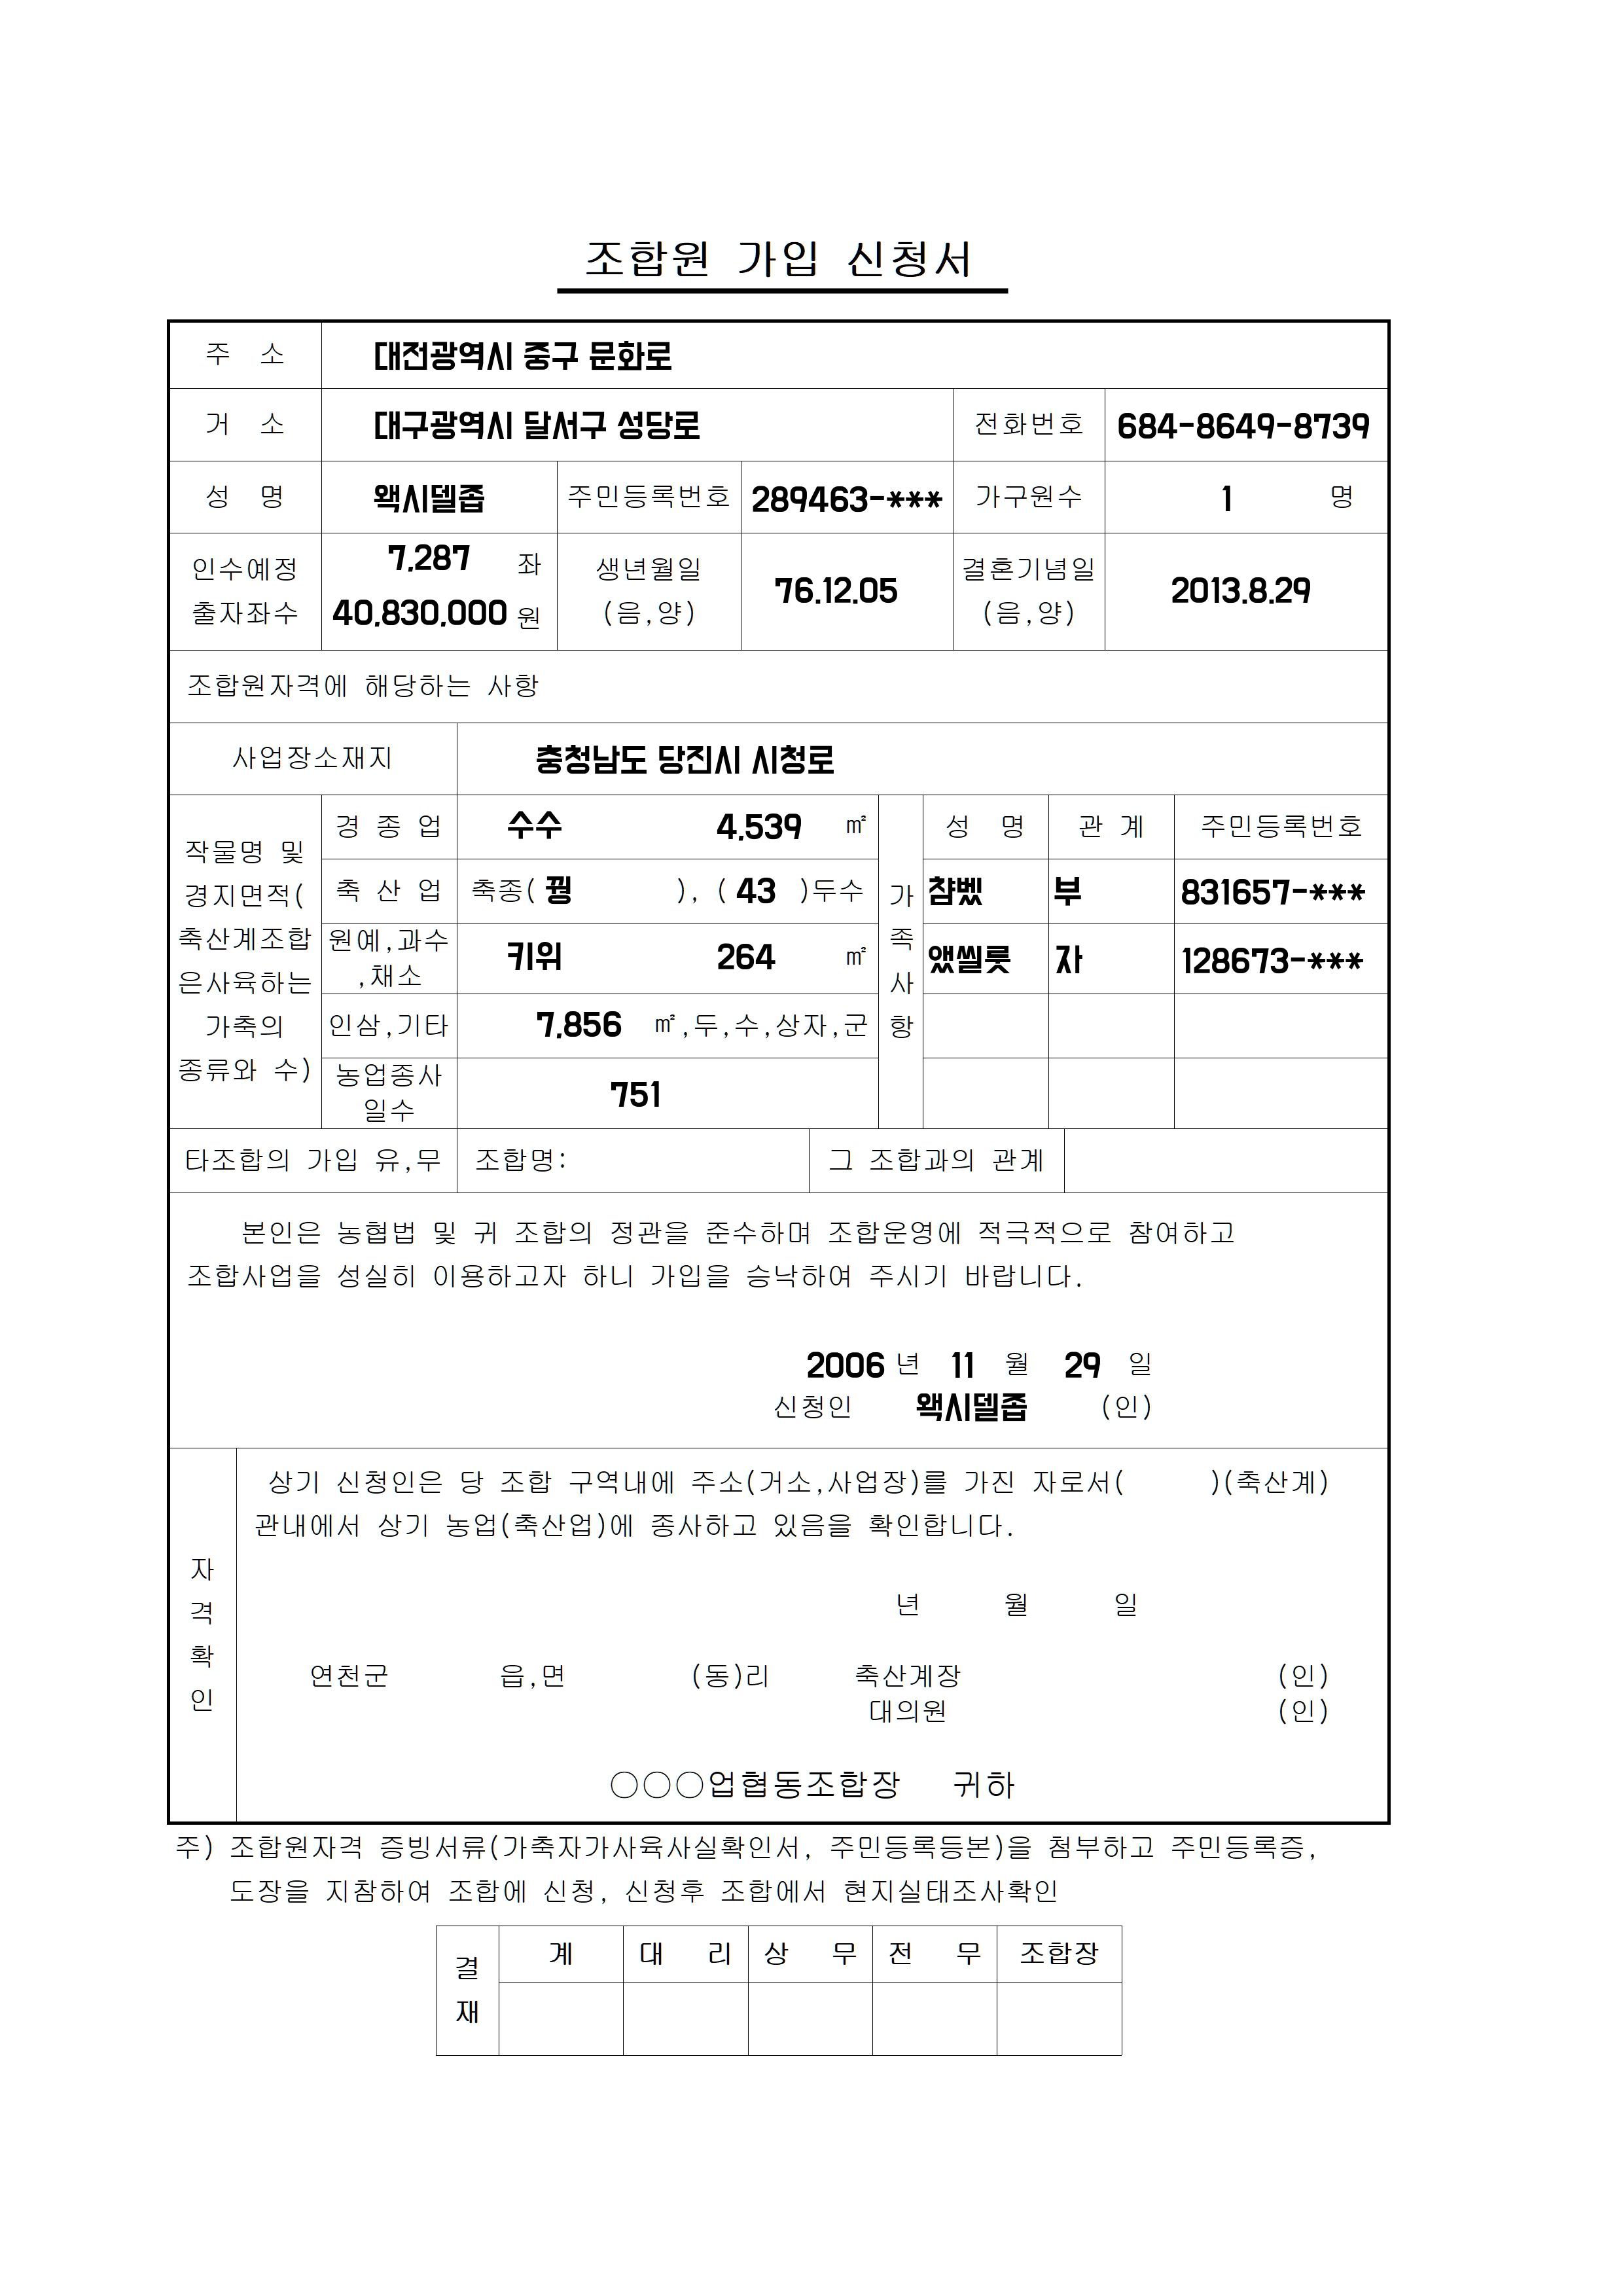 조합원 가입 신청서
주 소 대전광역시 중구 문화로
거 소 대구광역시 달서구 성당로 전화번호 684-8649-8739
성 명 왝시델좁 주민등록번호 289463-*** 가구원수 1 명
인수예정 출자좌수 7,287 좌 40,830,000 원 생년월일 (음,양) 76.12.05 결혼기념일 (음,양) 2013.8.29
조합원자격에 해당하는 사항
사업장소재지 충청남도 당진시 시청로
작물명 및
경지면적(
축산계조합
은사육하는
가축의
종류와 수)
경 종 업 수수 4,539 ㎡
축 산 업 축종( 꿩 ), ( 43 )두수
원예,과수
,채소 키위 264 ㎡
인삼,기타 7,856 ㎡,두,수,상자,군
농업종사
일수 751
가
족
사
항
성 명 관 계 주민등록번호
참벲 부 831657-***
앴씔룻 자 128673-***
타조합의 가입 유,무 조합명: 그 조합과의 관계
본인은 농협법 및 귀 조합의 정관을 준수하며 조합운영에 적극적으로 참여하고
조합사업을 성실히 이용하고자 하니 가입을 승낙하여 주시기 바랍니다.
2006 년 11 월 29 일
신청인 왝시델좁 (인)
자
격
확
인
상기 신청인은 당 조합 구역내에 주소(거소,사업장)를 가진 자로서( )(축산계)
관내에서 상기 농업(축산업)에 종사하고 있음을 확인합니다.
년 월 일
연천군 읍,면 (동)리 축산계장 (인)
대의원 (인)
○○○업협동조합장 귀하
주) 조합원자격 증빙서류(가축자가사육사실확인서, 주민등록등본)을 첨부하고 주민등록증,
도장을 지참하여 조합에 신청, 신청후 조합에서 현지실태조사확인
결
재
계 대 리 상 무 전 무 조합장